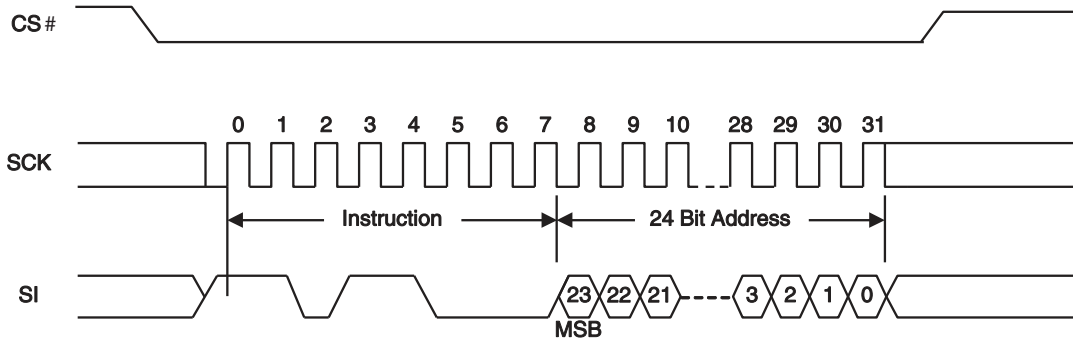 CS #
0 1 2 3 4 5 6 7 8 9 10 28 29 30 31
SCK
Instruction 24 Bit Address
SI 23 22 21 3 2 1 0
MSB